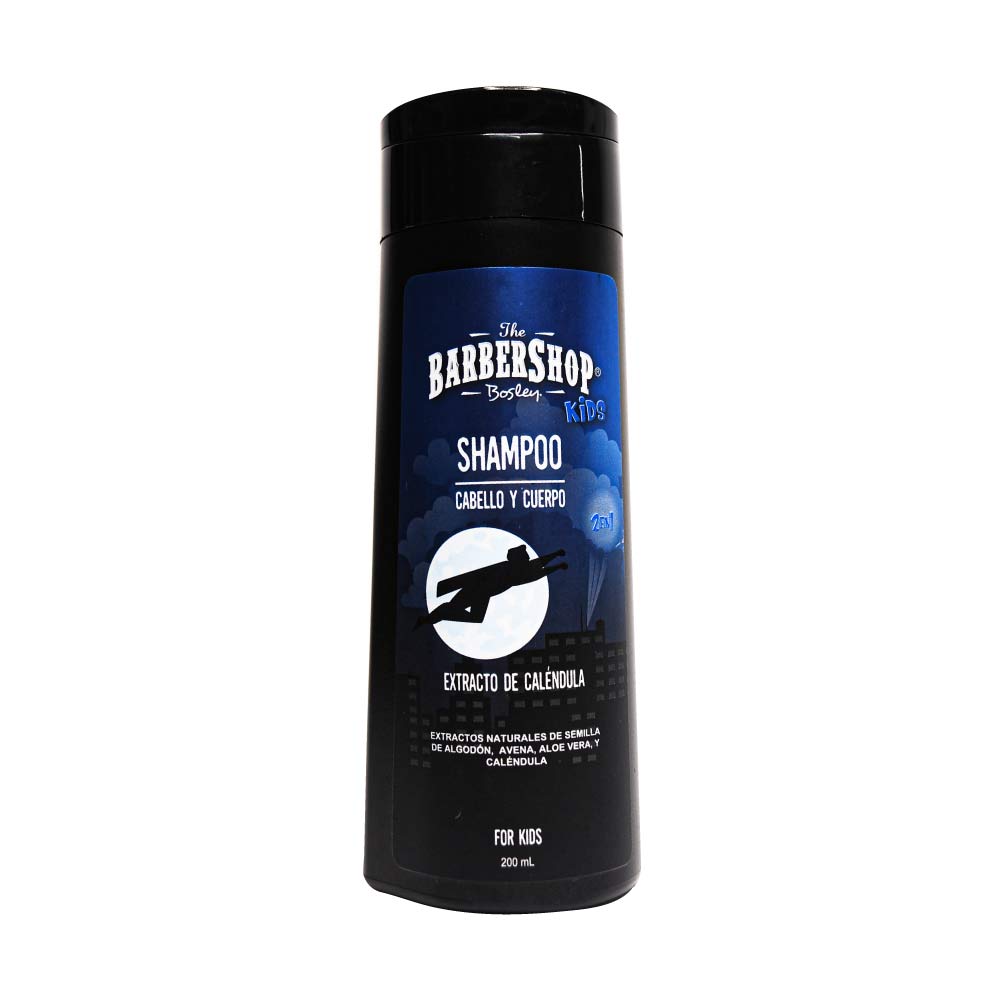 The
BARBERSHOP®
Bosley
KiDS
SHAMPOO
CABELLO Y CUERPO
2EN1
EXTRACTO DE CALÉNDULA
EXTRACTOS NATURALES DE SEMILLA
DE ALGODÓN, AVENA, ALOE VERA, Y
CALÉNDULA
FOR KIDS
200 mL